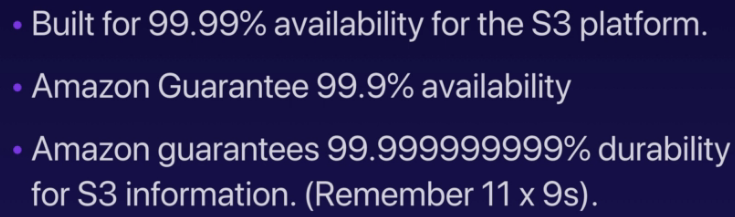 • Built for 99.99% availability for the S3 platform.
• Amazon Guarantee 99.9% availability
• Amazon guarantees 99.999999999% durability
for S3 information. (Remember 11 x 9s).